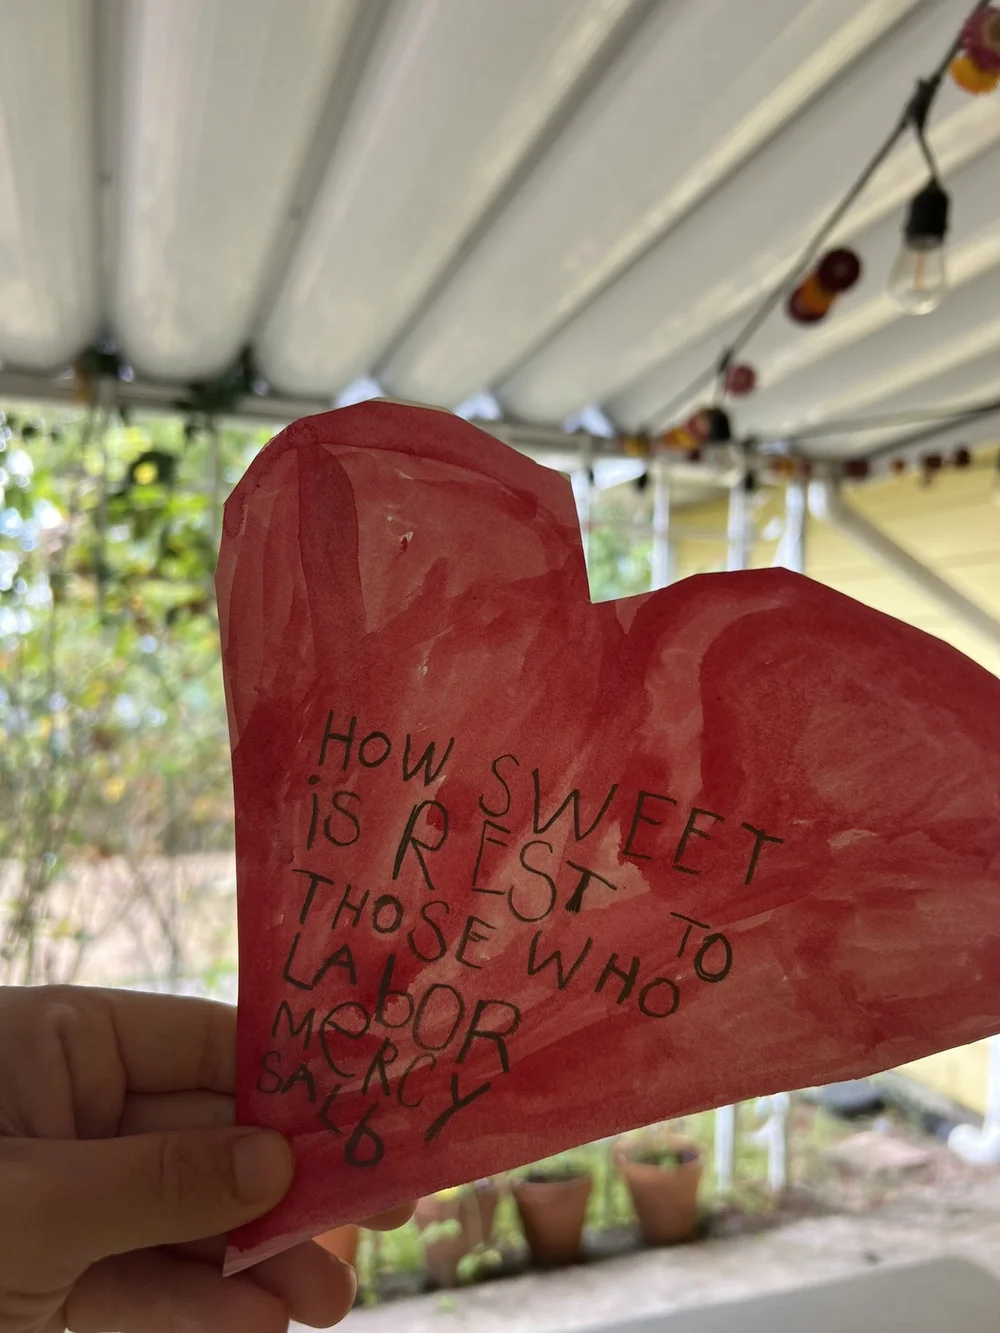 HOW SWEET
iS REST TO
THOSE WHO
LAbOR
MeRCY
SAL6